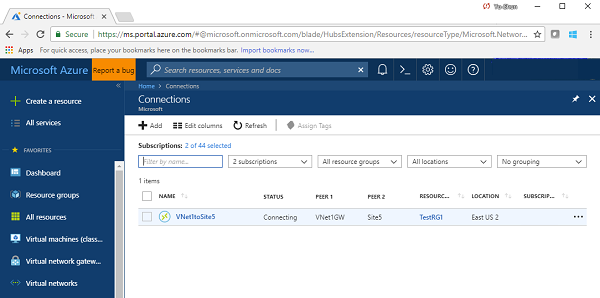 Yu-Shun
Connections - Microsoft
Secure
https://ms.portal.azure.com/#@microsoft.onmicrosoft.com/blade/HubsExtension/Resources/resourceType/Microsoft.Networ...
Apps
For quick access, place your bookmarks here on the bookmarks bar. Import bookmarks now...
Microsoft Azure
Report a bug
Search resources, services and docs
Home > Connections
Connections
Microsoft
Create a resource
All services
FAVORITES
Dashboard
Resource groups
All resources
Virtual machines (class...
Virtual network gatew...
Virtual networks
Add
Edit columns
Refresh
Assign Tags
Subscriptions: 2 of 44 selected
Filter by name...
2 subscriptions
All resource groups
All locations
No grouping
1 items
NAME STATUS PEER 1 PEER 2 RESOURC... LOCATION SUBSCRIP...
VNet1toSite5 Connecting VNet1GW Site5 TestRG1 East US 2 ...